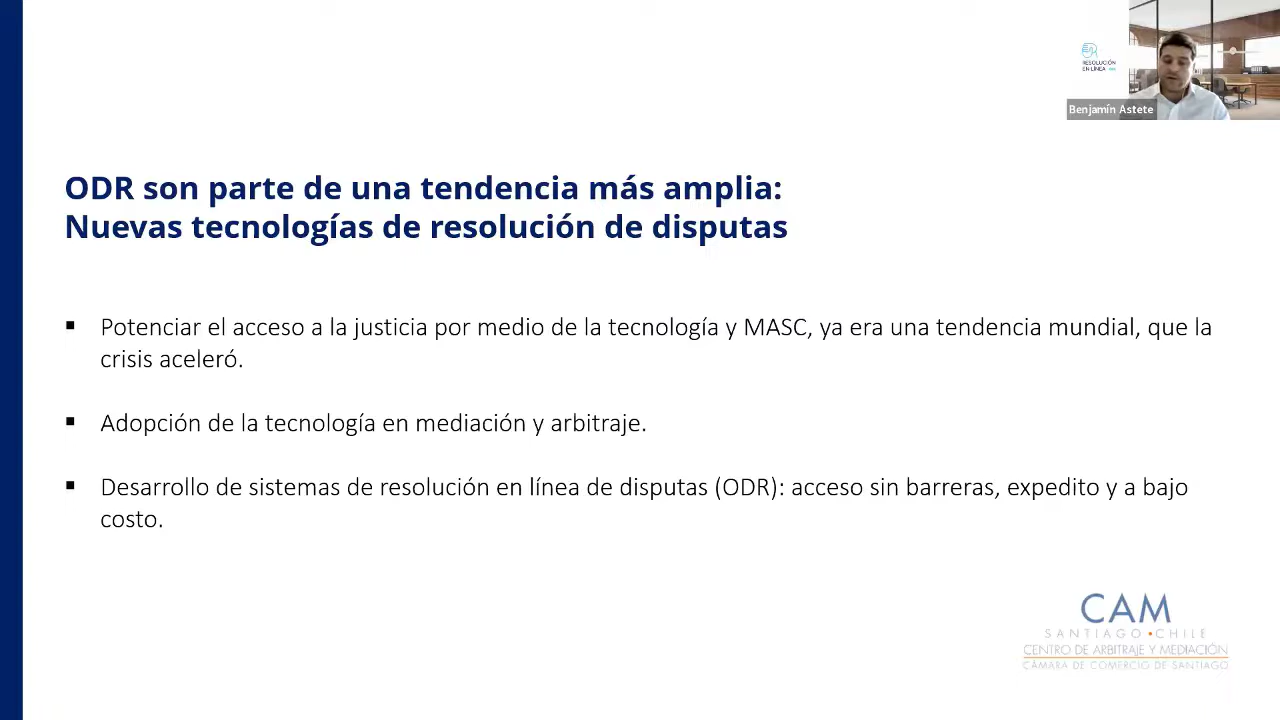 RESOLUCIÓN
EN LÍNEA
Benjamín Astete
ODR son parte de una tendencia más amplia:
Nuevas tecnologías de resolución de disputas
▪ Potenciar el acceso a la justicia por medio de la tecnología y MASC, ya era una tendencia mundial, que la
crisis aceleró.
▪ Adopción de la tecnología en mediación y arbitraje.
▪ Desarrollo de sistemas de resolución en línea de disputas (ODR): acceso sin barreras, expedito y a bajo
costo.
CAM
SANTIAGO•CHILE
CENTRO DE ARBITRAJE Y MEDIACIÓN
CÁMARA DE COMERCIO DE SANTIAGO